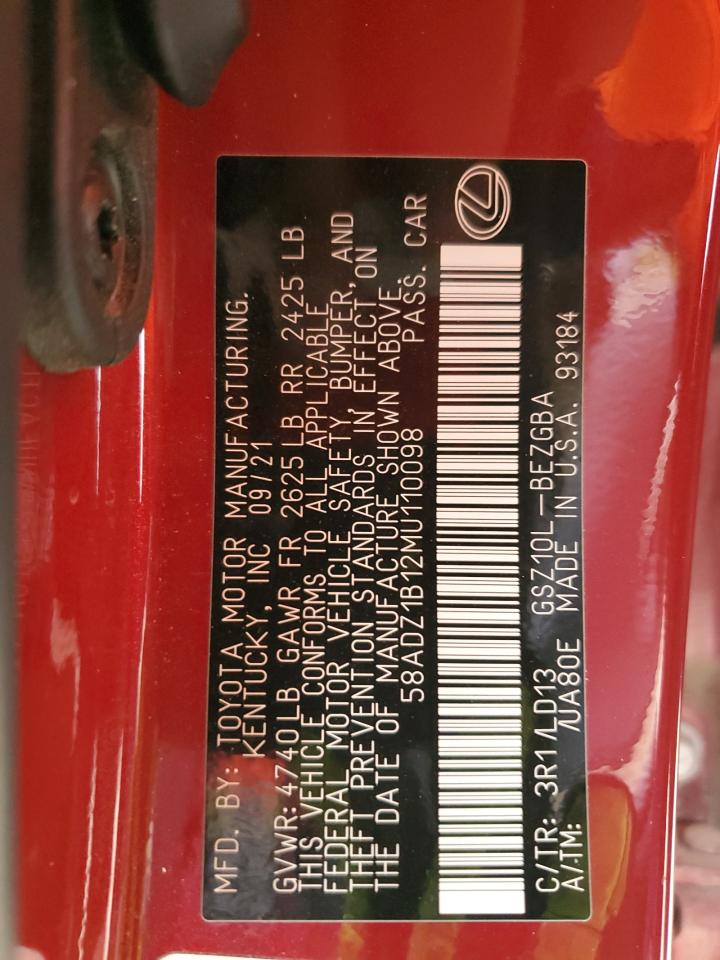 MFD. BY: TOYOTA MOTOR MANUFACTURING,
KENTUCKY, INC 09/21
GVWR: 4740LB GAWR FR 2625 LB RR 2425 LB
THIS VEHICLE CONFORMS TO ALL APPLICABLE
FEDERAL MOTOR VEHICLE SAFETY, BUMPER, AND
THEFT PREVENTION STANDARDS IN EFFECT ON
THE DATE OF MANUFACTURE SHOWN ABOVE.
58ADZ1B12MU110098 PASS. CAR
C/TR: 3R1/LD13 GSZ10L-BEZGBA
A/TM: /UA80E MADE IN U.S.A. 93184